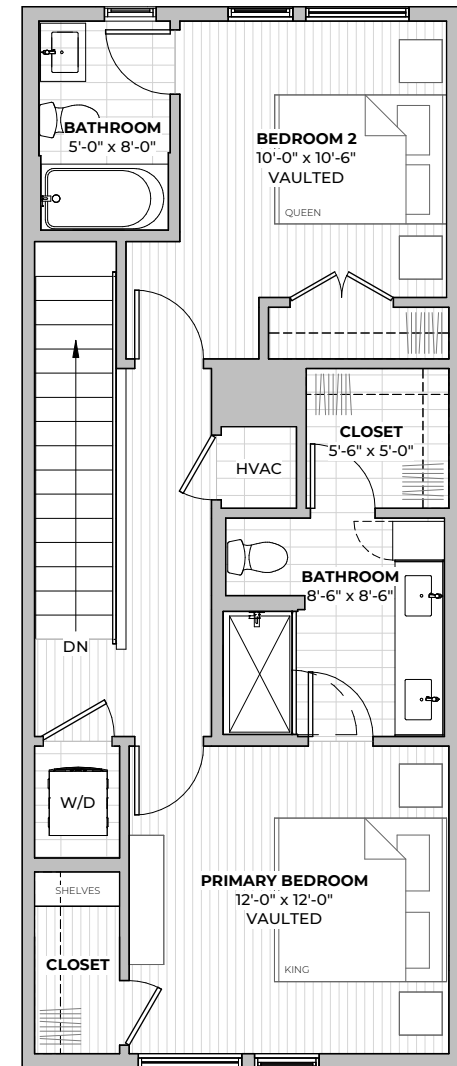 BATHROOM
5'-0" x 8'-0"
BEDROOM 2
10'-0" x 10'-6"
VAULTED
QUEEN
CLOSET
5'-6" x 5'-0"
HVAC
BATHROOM
8'-6" x 8'-6"
DN
W/D
SHELVES
PRIMARY BEDROOM
12'-0" x 12'-0"
VAULTED
CLOSET
KING